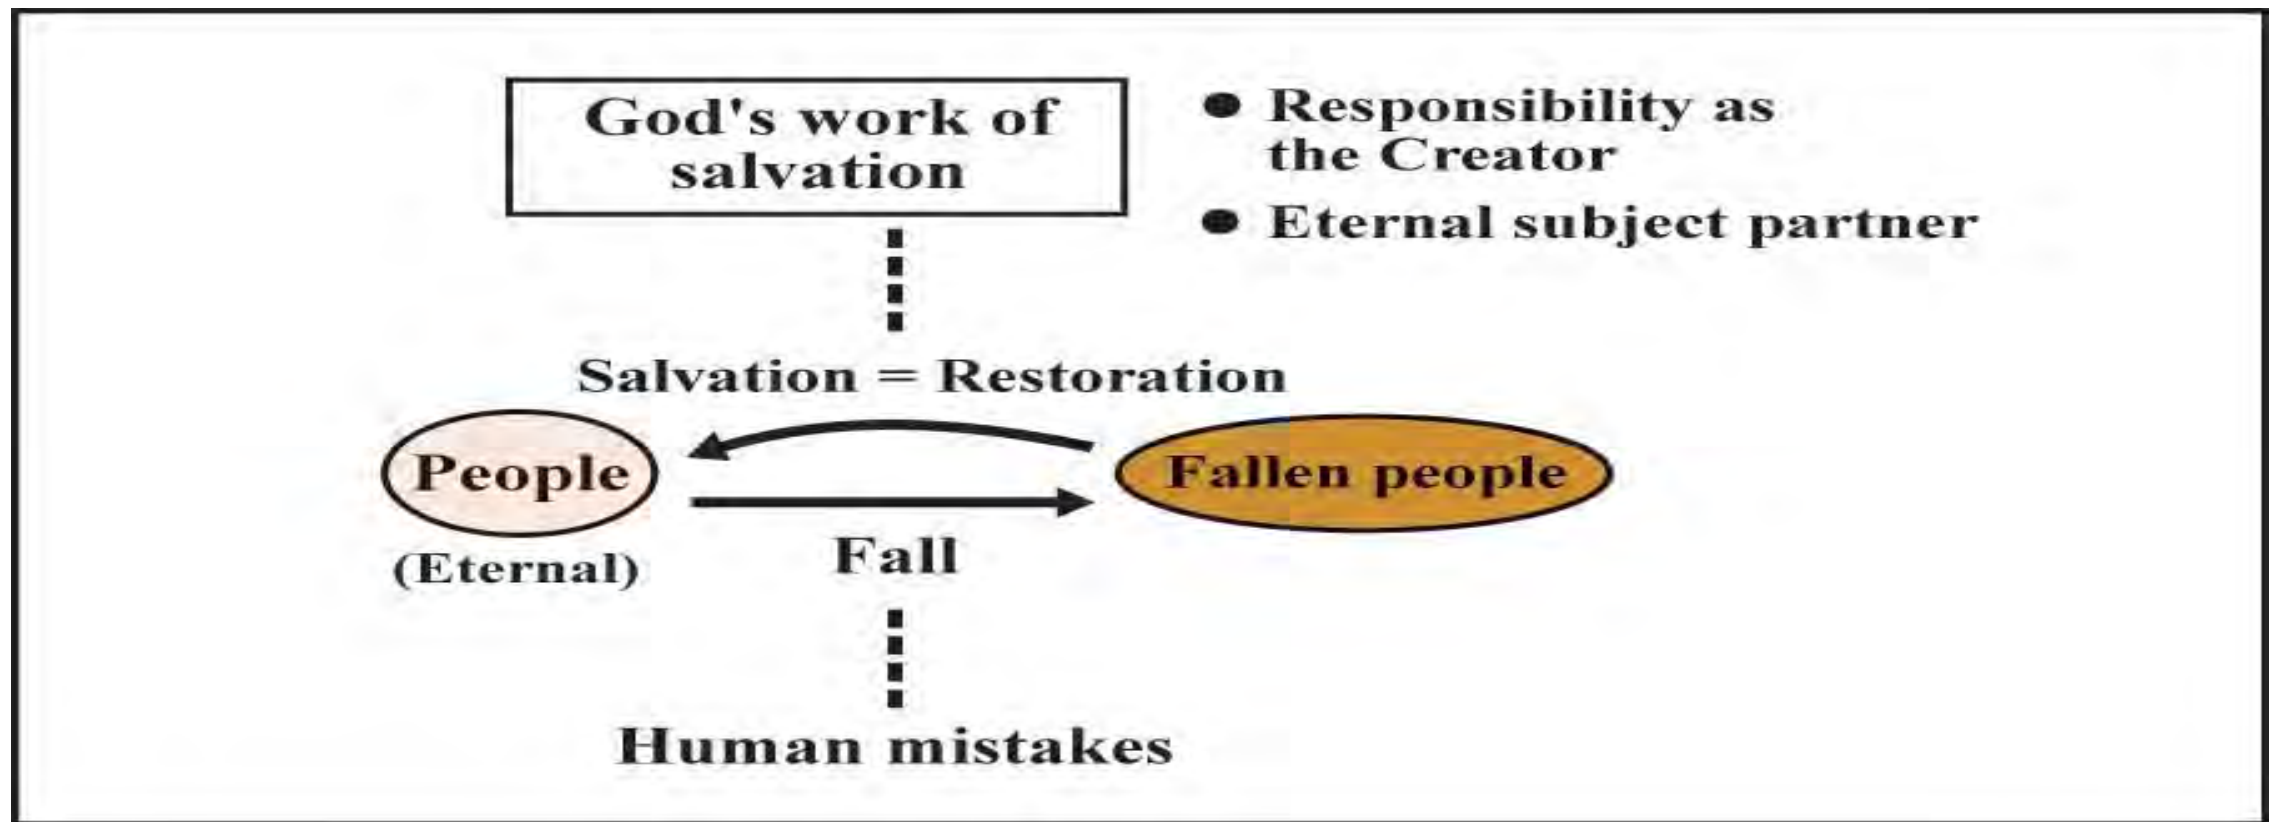 God's work of
salvation
● Responsibility as
the Creator
● Eternal subject partner
Salvation = Restoration
People
Fallen people
(Eternal)
Fall
Human mistakes